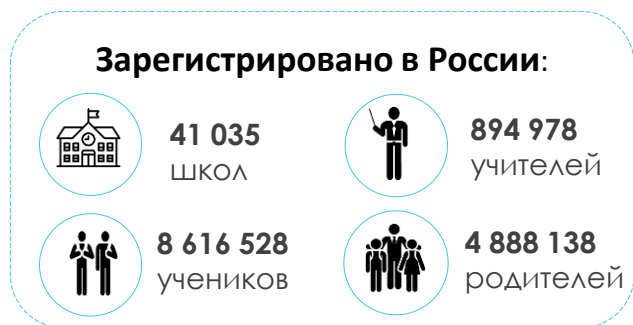 Зарегистрировано в России:
41 035
школ
894 978
учителей
8 616 528
учеников
4 888 138
родителей